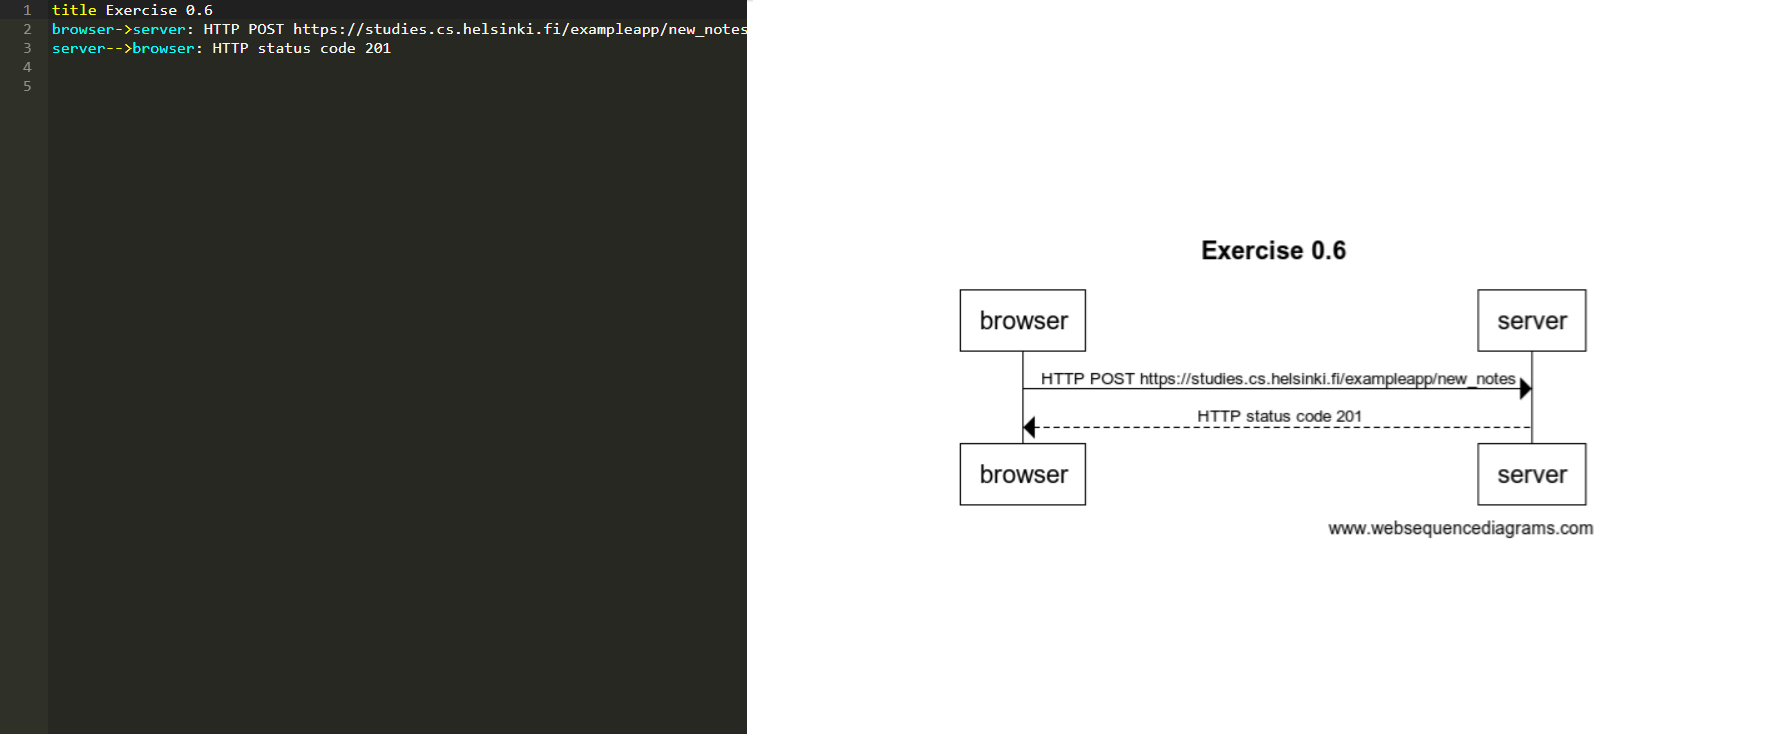 1 title Exercise 0.6
2 browser->server: HTTP POST https://studies.cs.helsinki.fi/exampleapp/new_notes
3 server-->browser: HTTP status code 201
4
5
Exercise 0.6
browser server
HTTP POST https://studies.cs.helsinki.fi/exampleapp/new_notes
HTTP status code 201
browser server
www.websequencediagrams.com